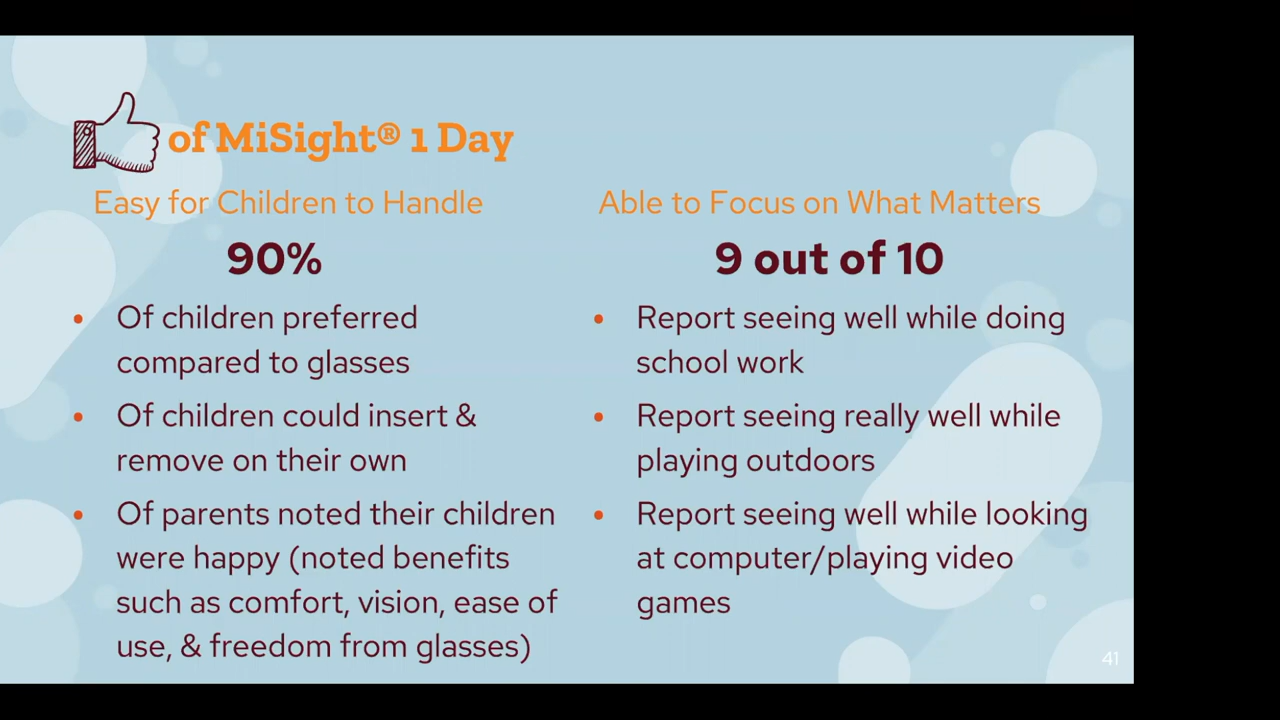 of MiSight® 1 Day
Easy for Children to Handle
90%
• Of children preferred
compared to glasses
• Of children could insert &
remove on their own
• Of parents noted their children
were happy (noted benefits
such as comfort, vision, ease of
use, & freedom from glasses)
Able to Focus on What Matters
9 out of 10
• Report seeing well while doing
school work
• Report seeing really well while
playing outdoors
• Report seeing well while looking
at computer/playing video
games
41